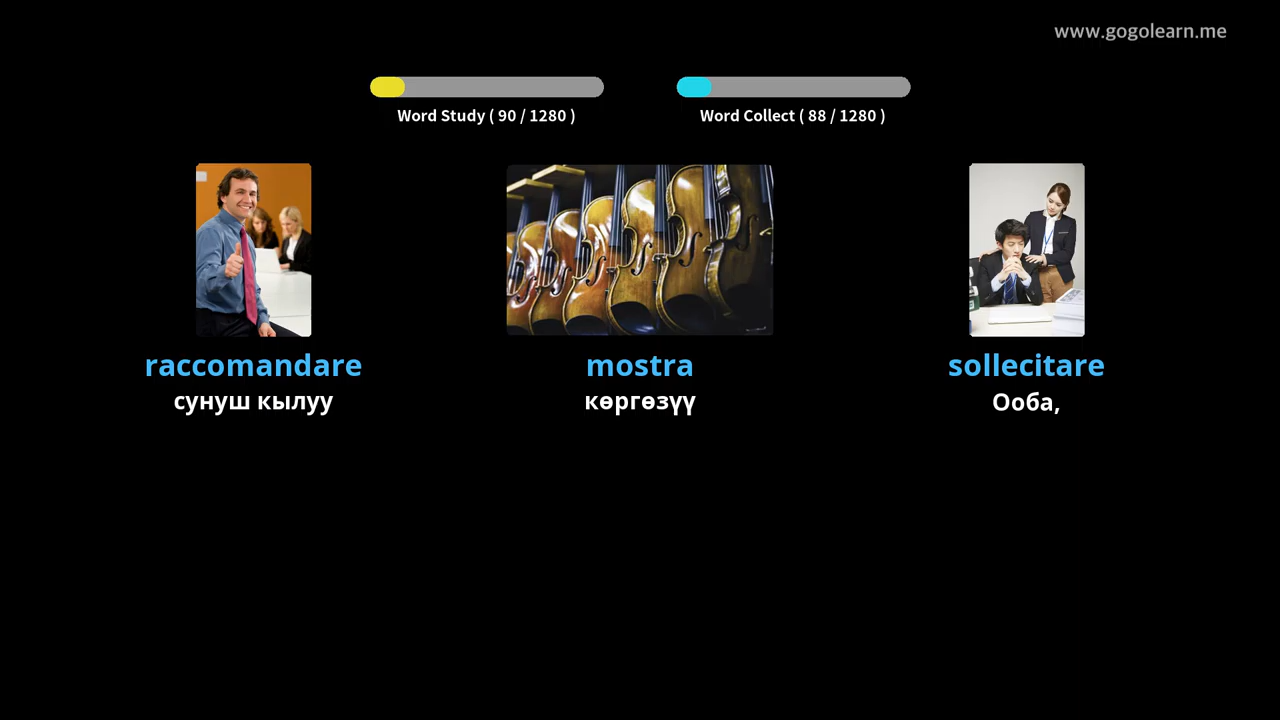 www.gogolearn.me
Word Study ( 90 / 1280 )
Word Collect ( 88 / 1280 )
raccomandare
сунуш кылуу
mostra
көргөзүү
sollecitare
Ооба,